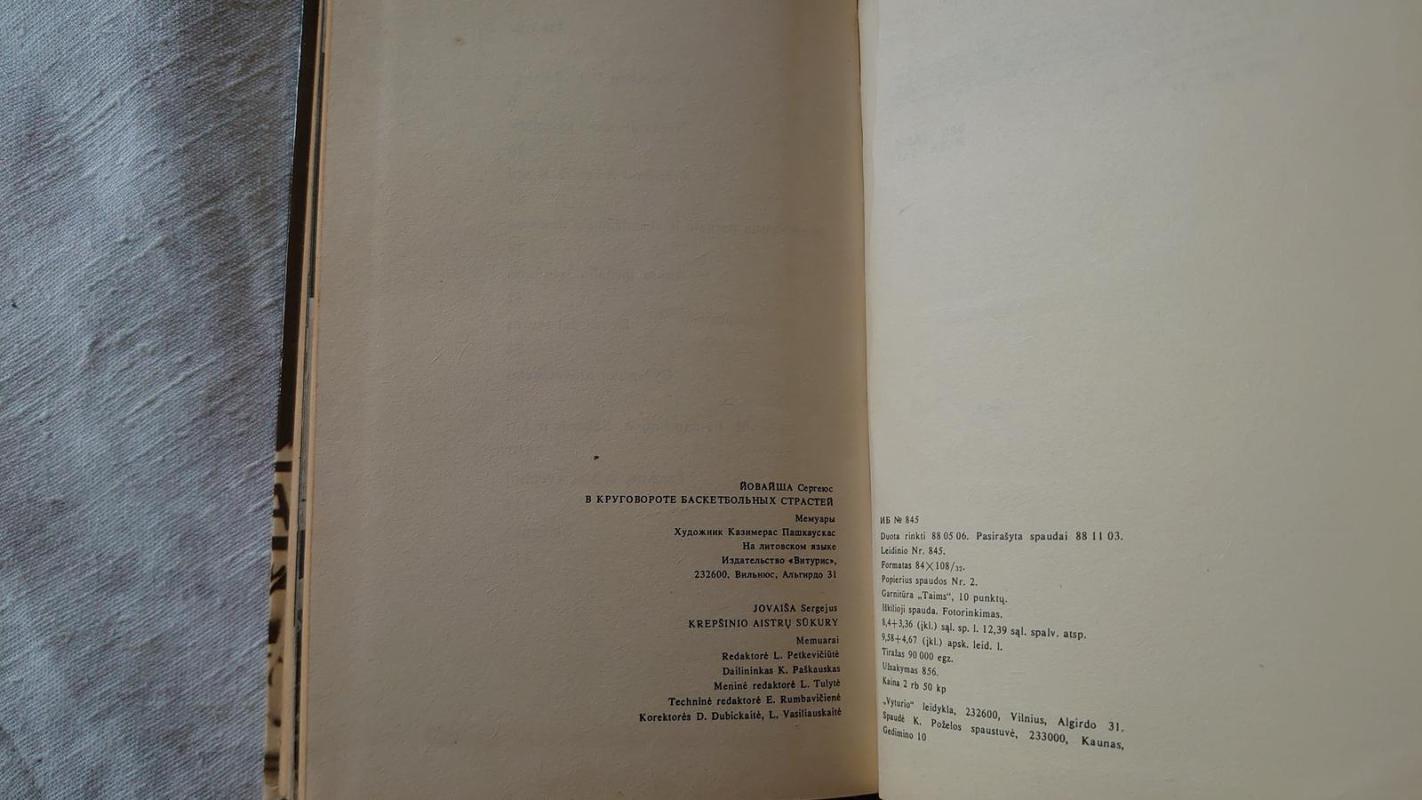 ЙОВАЙША Сергеюс
В КРУГОВОРОТЕ БАСКЕТБОЛЬНЫХ СТРАСТЕЙ
Мемуары
Художник Казимерас Пашкаускас
На литовском языке
Издательство «Витурис»,
232600, Вильнюс, Альгирдо 31
JOVAIŠA Sergejus
KREPŠINIO AISTRŲ SŪKURY
Memuarai
Redaktorė L. Petkevičiūtė
Dailininkas K. Paškauskas
Meninė redaktorė L. Tulytė
Techninė redaktorė E. Rumbavičienė
Korektorės D. Dubickaitė, L. Vasiliauskaitė
ИБ № 845
Duota rinkti 88 05 06. Pasirašyta spaudai 88 11 03.
Leidinio Nr. 845.
Formatas 84×108/32.
Popierius spaudos Nr. 2.
Garnitūra „Taims“, 10 punktų.
Iškilioji spauda. Fotorinkimas.
8,4+3,36 (įkl.) sąl. sp. l. 12,39 sąl. spalv. atsp.
9,58+4,67 (įkl.) apsk. leid. l.
Tiražas 90 000 egz.
Užsakymas 856.
Kaina 2 rb 50 kp
„Vyturio“ leidykla, 232600, Vilnius, Algirdo 31.
Spaudė K. Poželos spaustuvė, 233000, Kaunas,
Gedimino 10